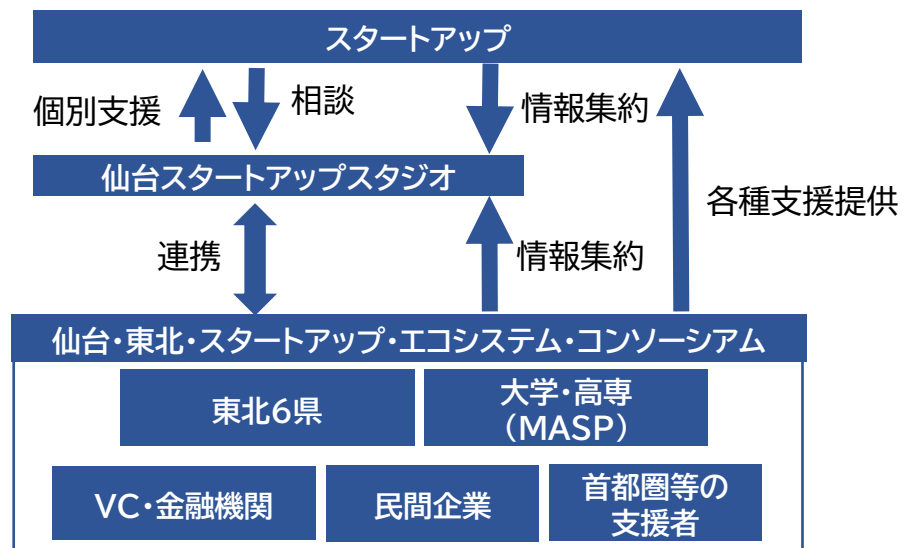 スタートアップ
個別支援
相談
情報集約
仙台スタートアップスタジオ
各種支援提供
連携
情報集約
仙台・東北・スタートアップ・エコシステム・コンソーシアム
東北6県
大学・高専
（MASP）
VC・金融機関
民間企業
首都圏等の
支援者